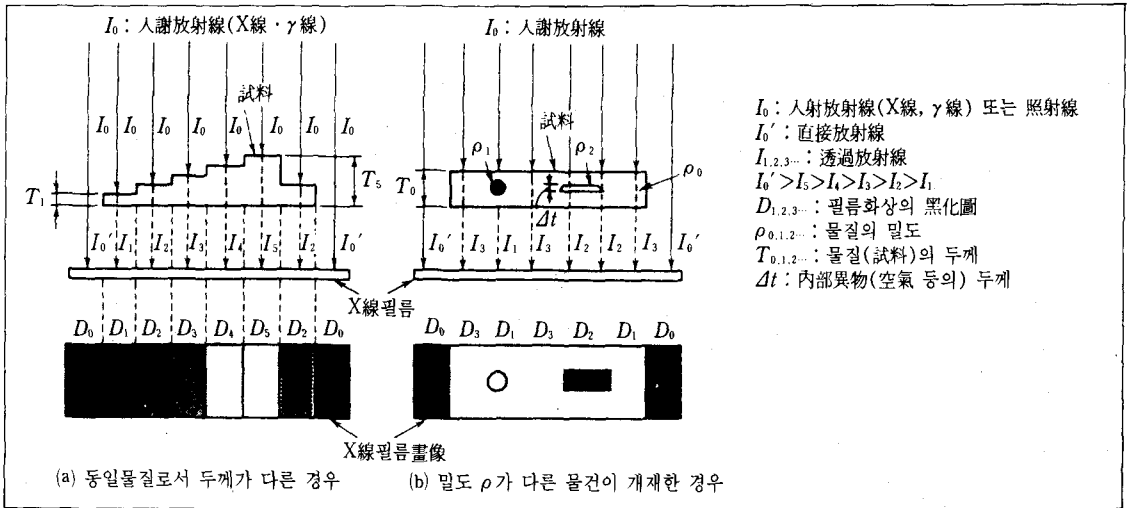 I₀ : 人謝放射線(X線 · γ線)
I₀ : 入射放射線
試料
I₀ I₀ I₀ I₀ I₀ I₀ I₀ I₀
T₁
T₅
I₀′ I₁ I₂ I₃ I₄ I₅ I₂ I₀′
試料
ρ₁ ρ₂ ρ₀
T₀
Δt
I₀′ I₃ I₁ I₃ I₂ I₂ I₃ I₀′
X線필름
D₀ D₁ D₂ D₃ D₄ D₅ D₂ D₀
D₀ D₃ D₁ D₃ D₂ D₁ D₀
X線필름畫像
(a) 동일물질로서 두께가 다른 경우
(b) 밀도 ρ가 다른 물건이 개재한 경우
I₀ : 入射放射線(X線, γ線) 또는 照射線
I₀′ : 直接放射線
I₁.₂.₃… : 透過放射線
I₀′>I₅>I₄>I₃>I₂>I₁
D₁.₂.₃… : 필름화상의 黑化圖
ρ₀.₁.₂… : 물질의 밀도
T₀.₁.₂… : 물질(試料)의 두께
Δt : 內部異物(空氣 등의) 두께